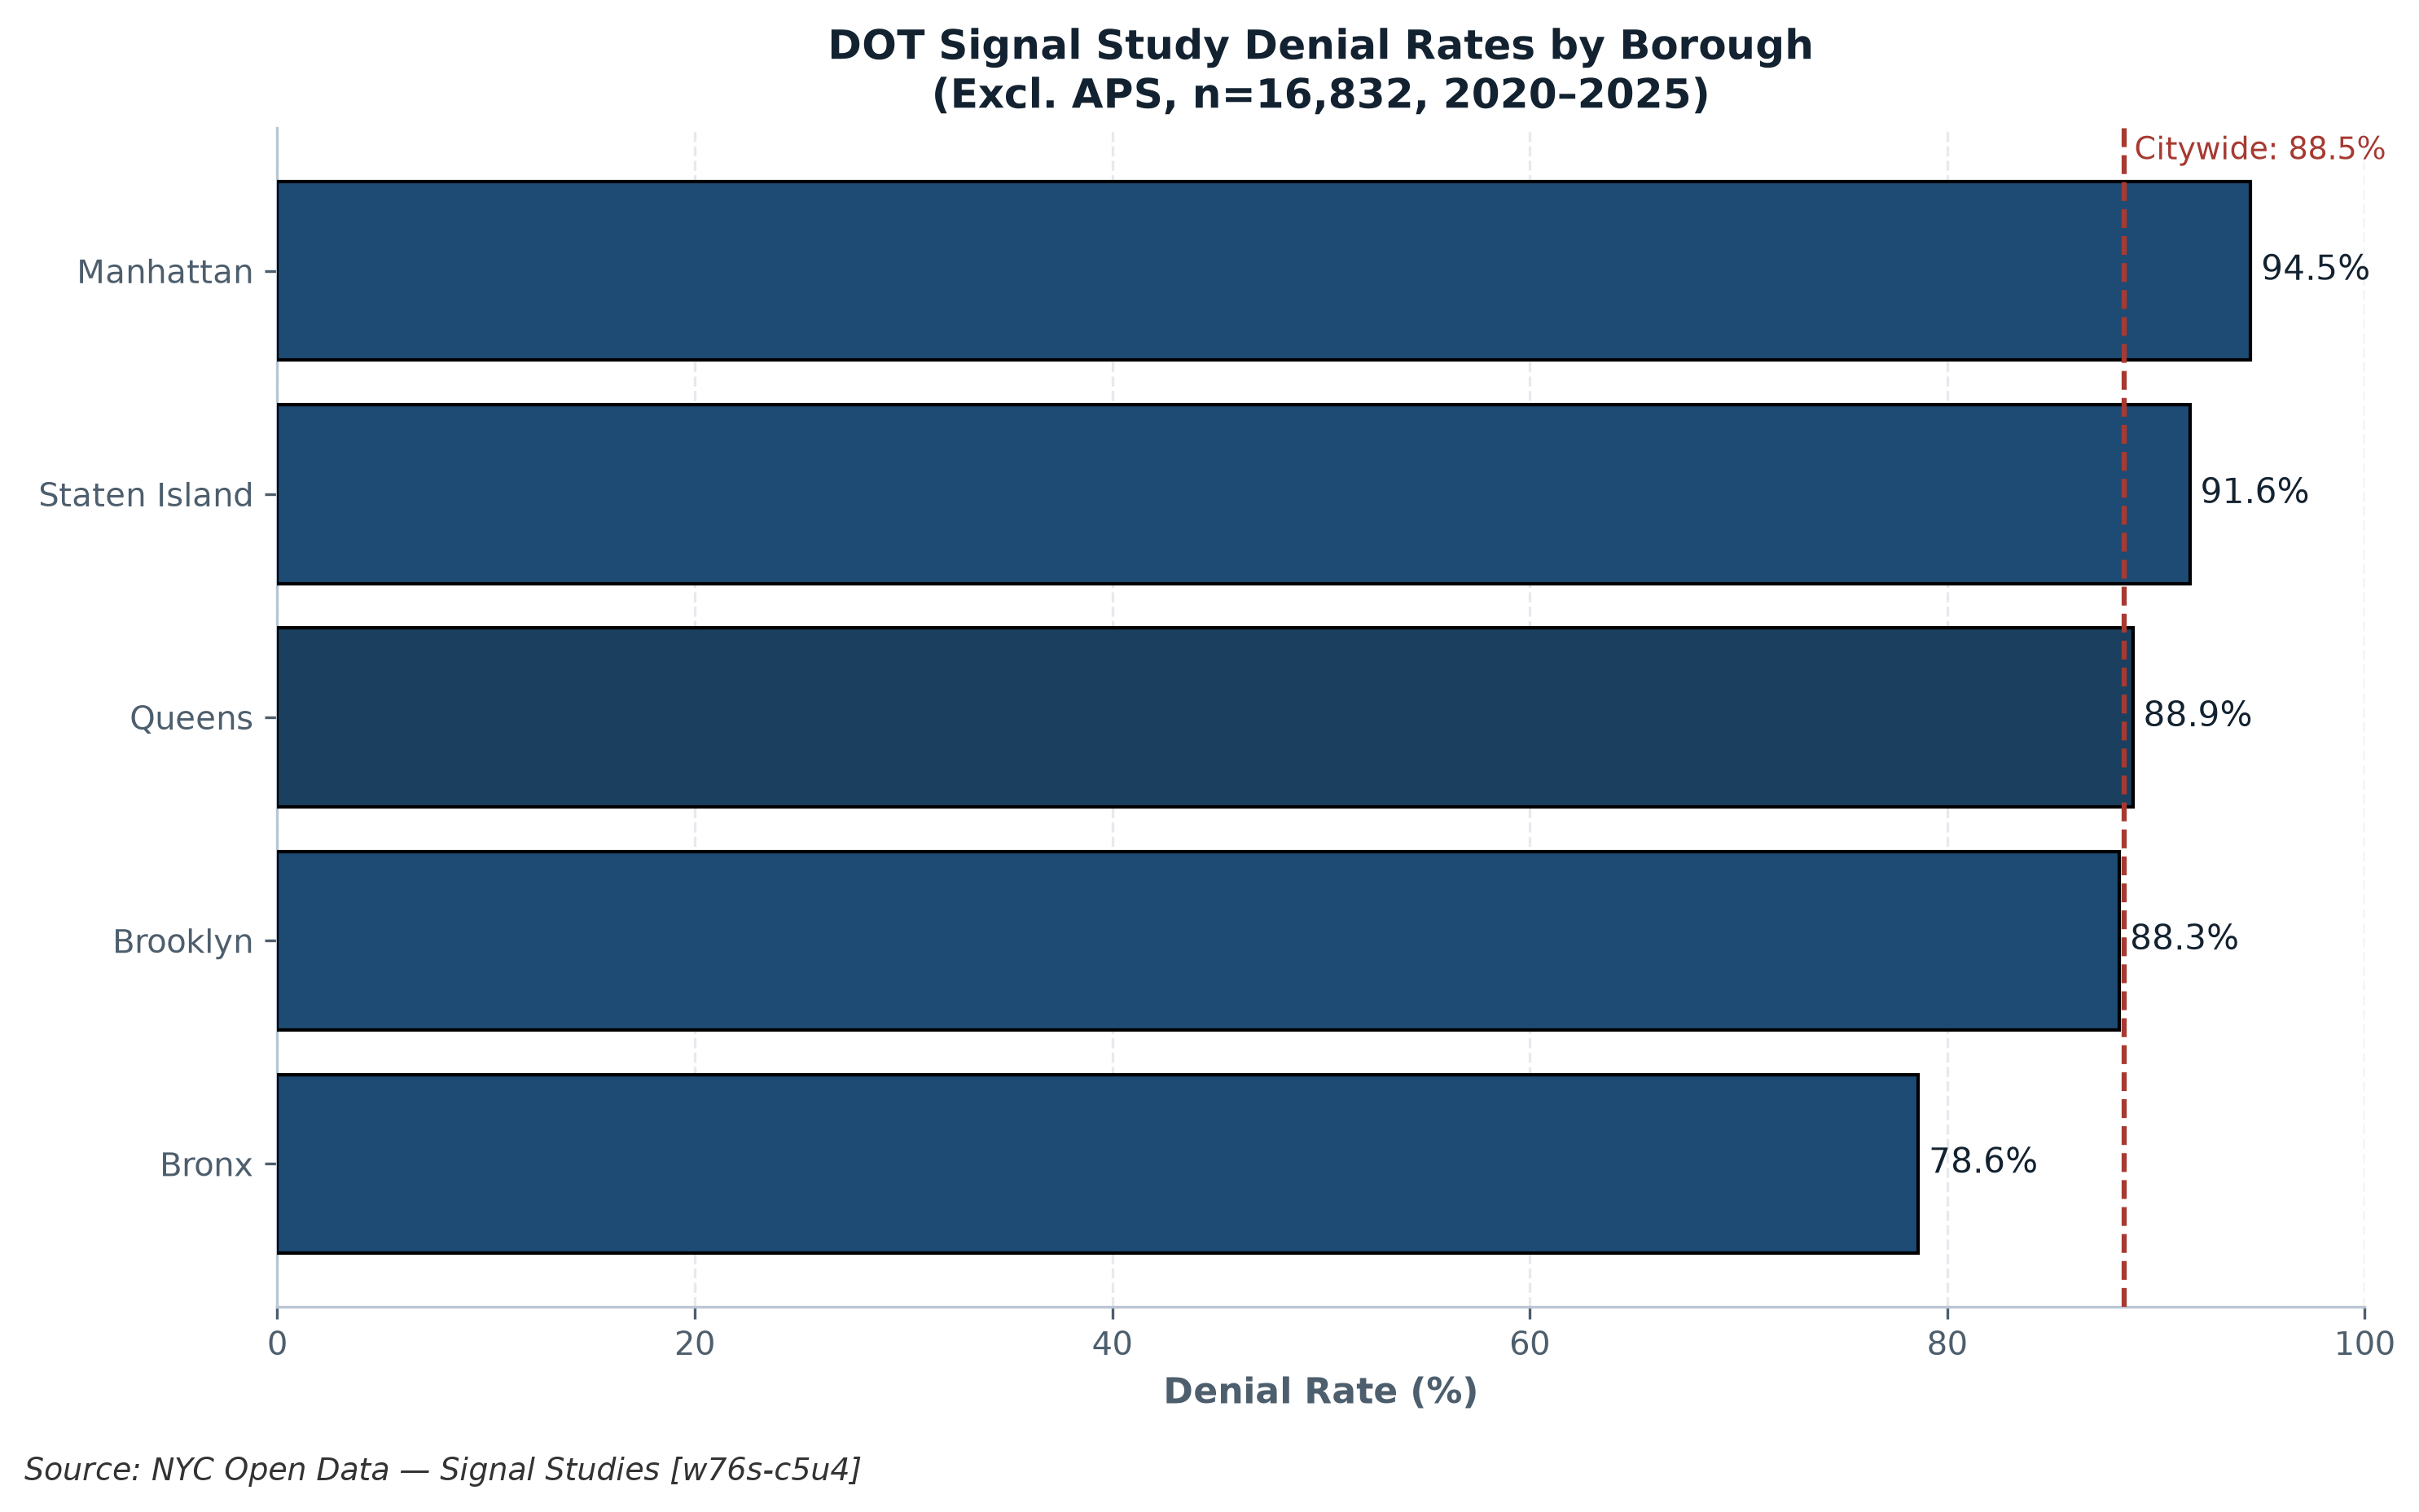 DOT Signal Study Denial Rates by Borough
(Excl. APS, n=16,832, 2020–2025)
Citywide: 88.5%
Manhattan 94.5%
Staten Island 91.6%
Queens 88.9%
Brooklyn 88.3%
Bronx 78.6%
0 20 40 60 80 100
Denial Rate (%)
Source: NYC Open Data — Signal Studies [w76s-c5u4]